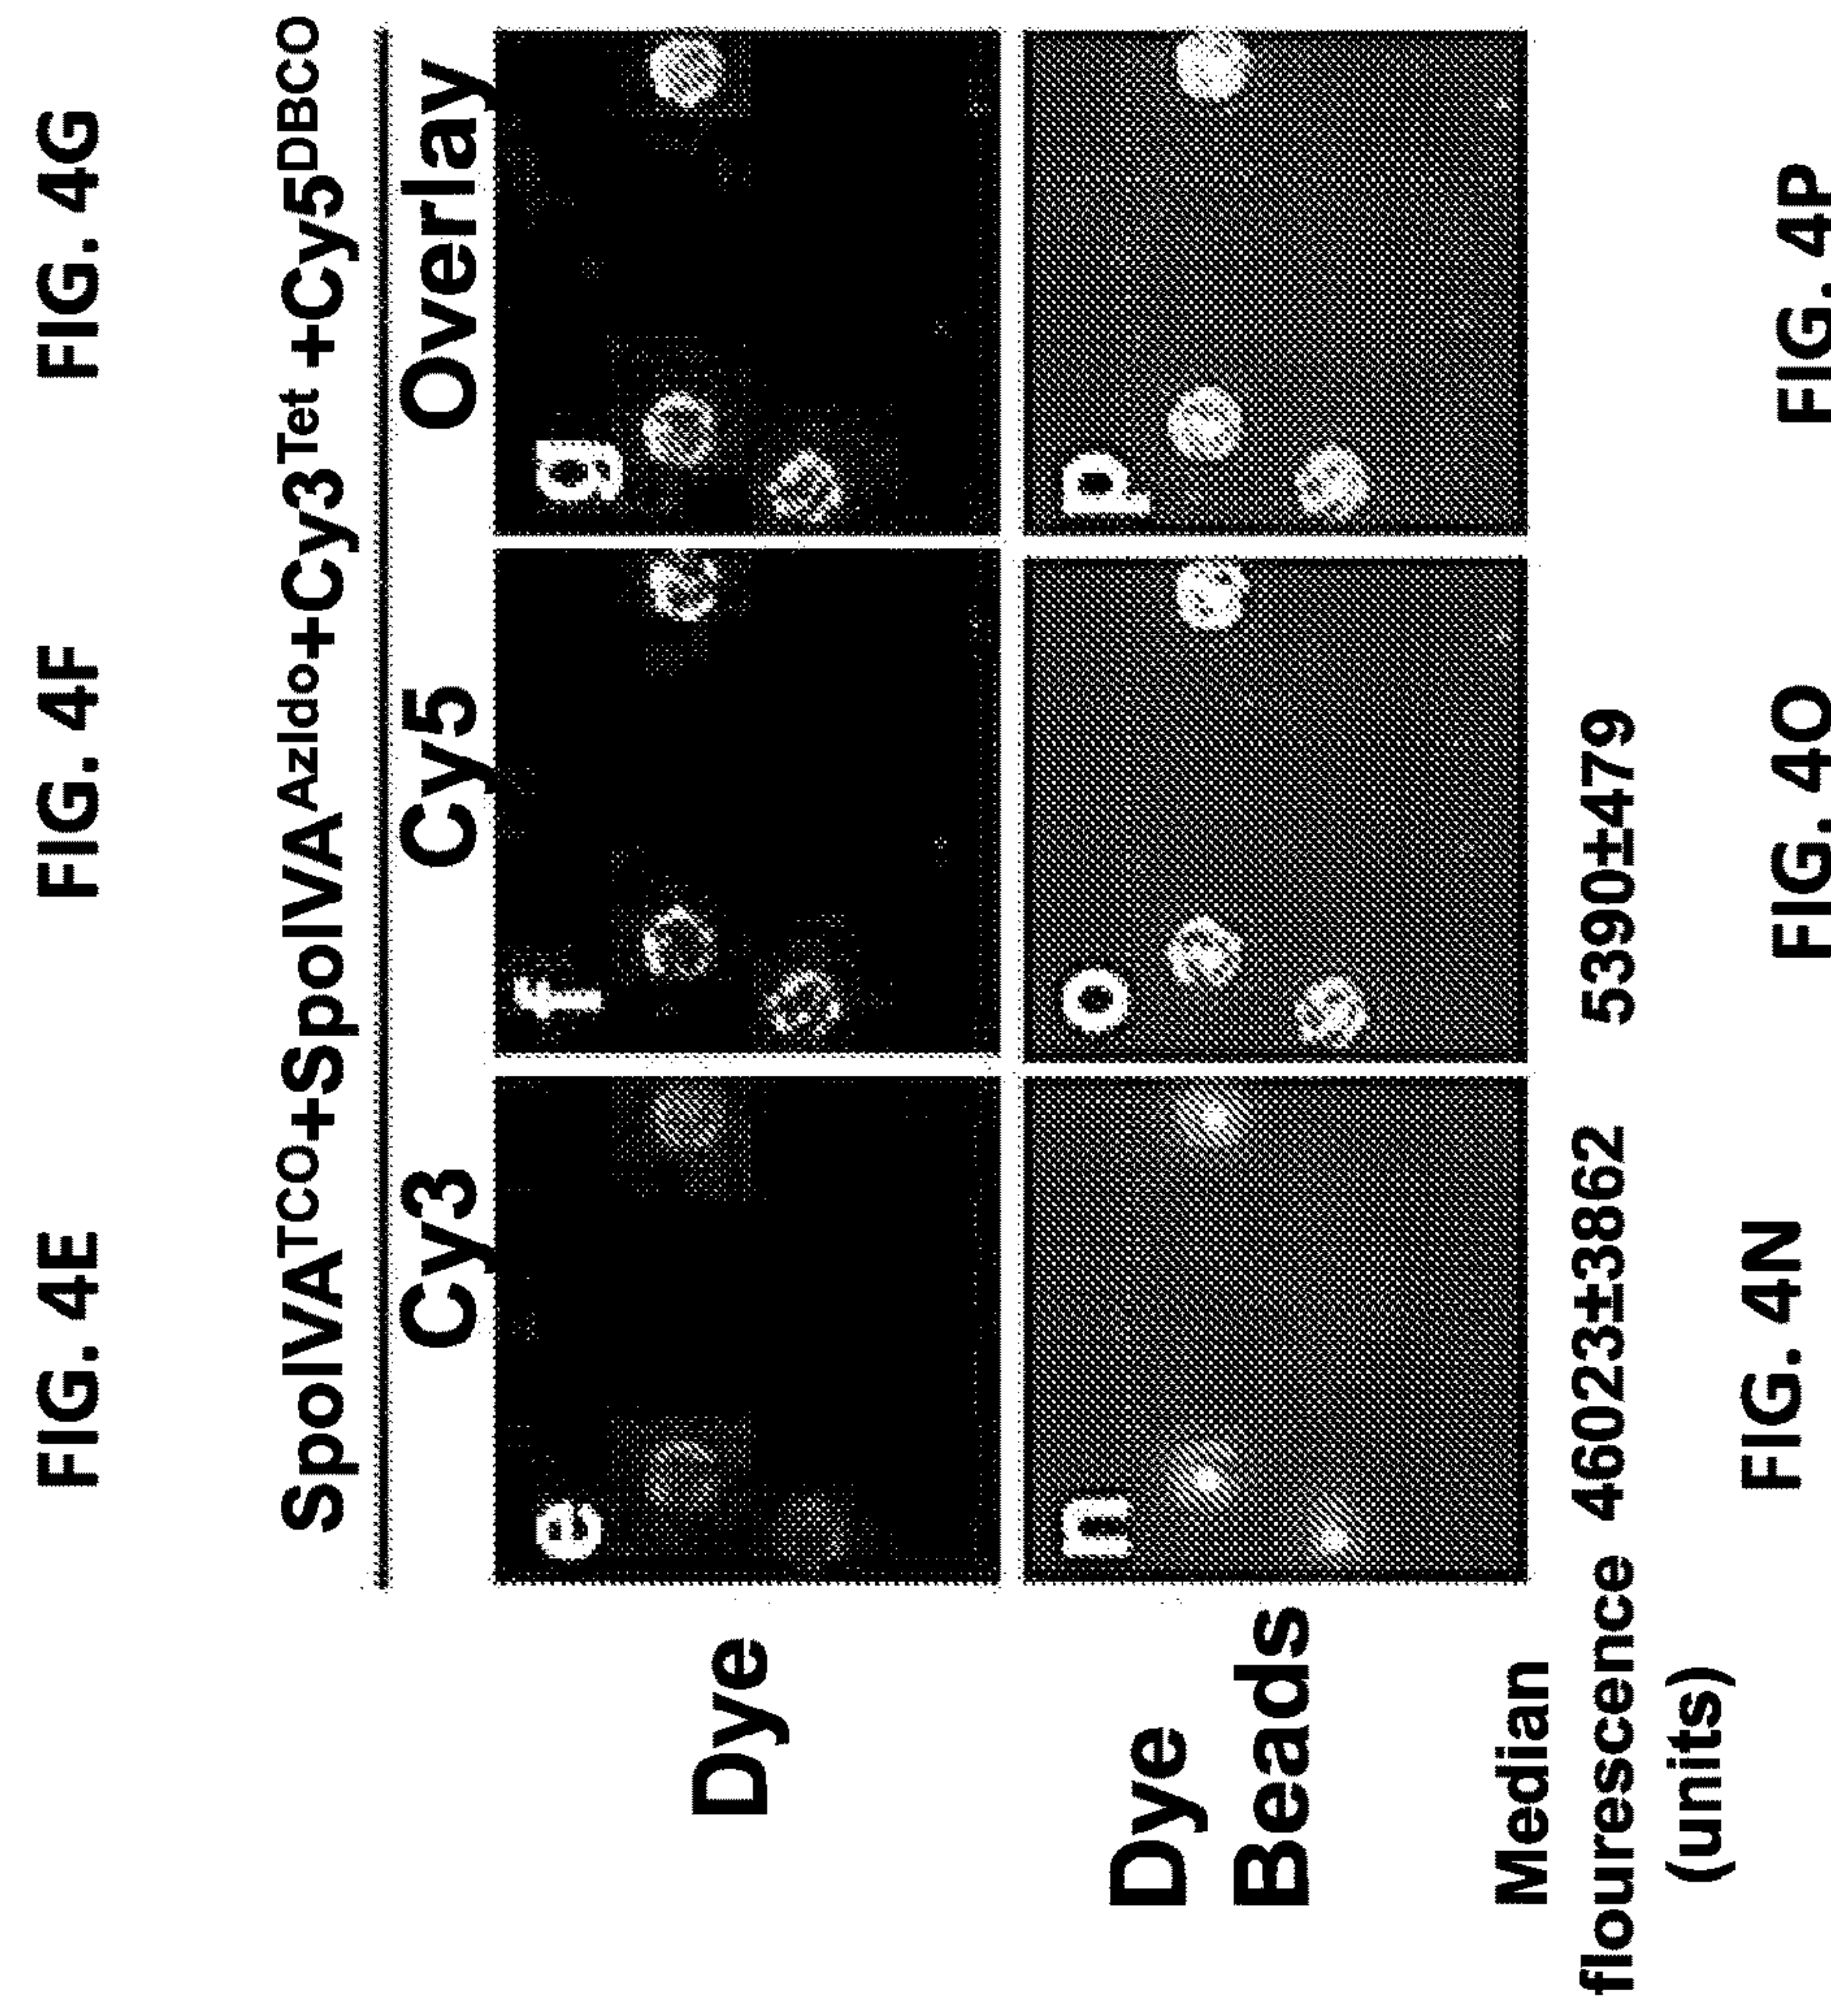 FIG. 4E FIG. 4F FIG. 4G
SpoIVA^TCO+SpoIVA^Azido+Cy3^Tet +Cy5^DBCO
Cy3 Cy5 Overlay
Dye e f g
Dye n o p
Beads
Median
flourescence 46023±3862 5390±479
(units)
FIG. 4N FIG. 4O FIG. 4P